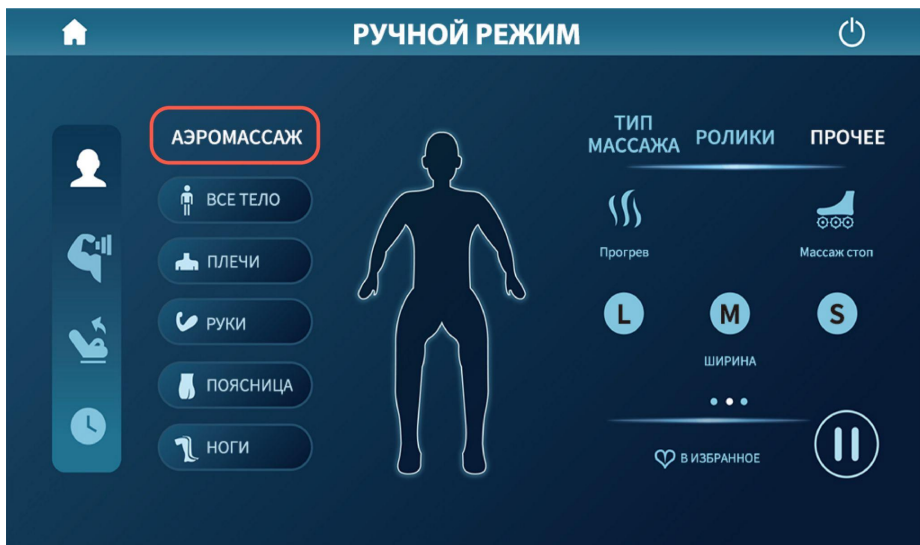 РУЧНОЙ РЕЖИМ
АЭРОМАССАЖ
ВСЕ ТЕЛО
ПЛЕЧИ
РУКИ
ПОЯСНИЦА
НОГИ
ТИП
МАССАЖА
РОЛИКИ
ПРОЧЕЕ
Прогрев
Массаж стоп
L
M
S
ШИРИНА
В ИЗБРАННОЕ